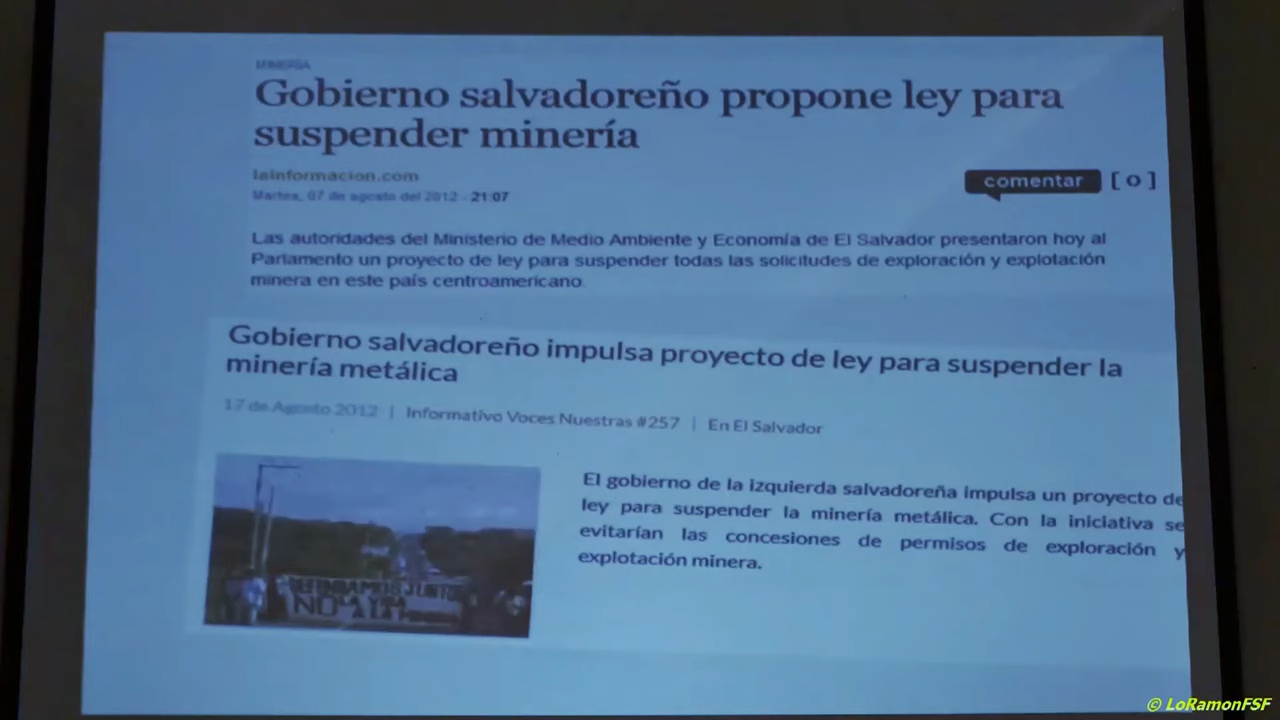 MINERÍA
Gobierno salvadoreño propone ley para
suspender minería
lainformacion.com
Martes, 07 de agosto del 2012 - 21:07
comentar [ 0 ]
Las autoridades del Ministerio de Medio Ambiente y Economía de El Salvador presentaron hoy al
Parlamento un proyecto de ley para suspender todas las solicitudes de exploración y explotación
minera en este país centroamericano.
Gobierno salvadoreño impulsa proyecto de ley para suspender la
minería metálica
17 de Agosto 2012 | Informativo Voces Nuestras #257 | En El Salvador
El gobierno de la izquierda salvadoreña impulsa un proyecto de
ley para suspender la minería metálica. Con la iniciativa se
evitarían las concesiones de permisos de exploración y
explotación minera.
DEFENDAMOS JUNTOS
LA VIDA
NO A LA
© LoRamonFSF